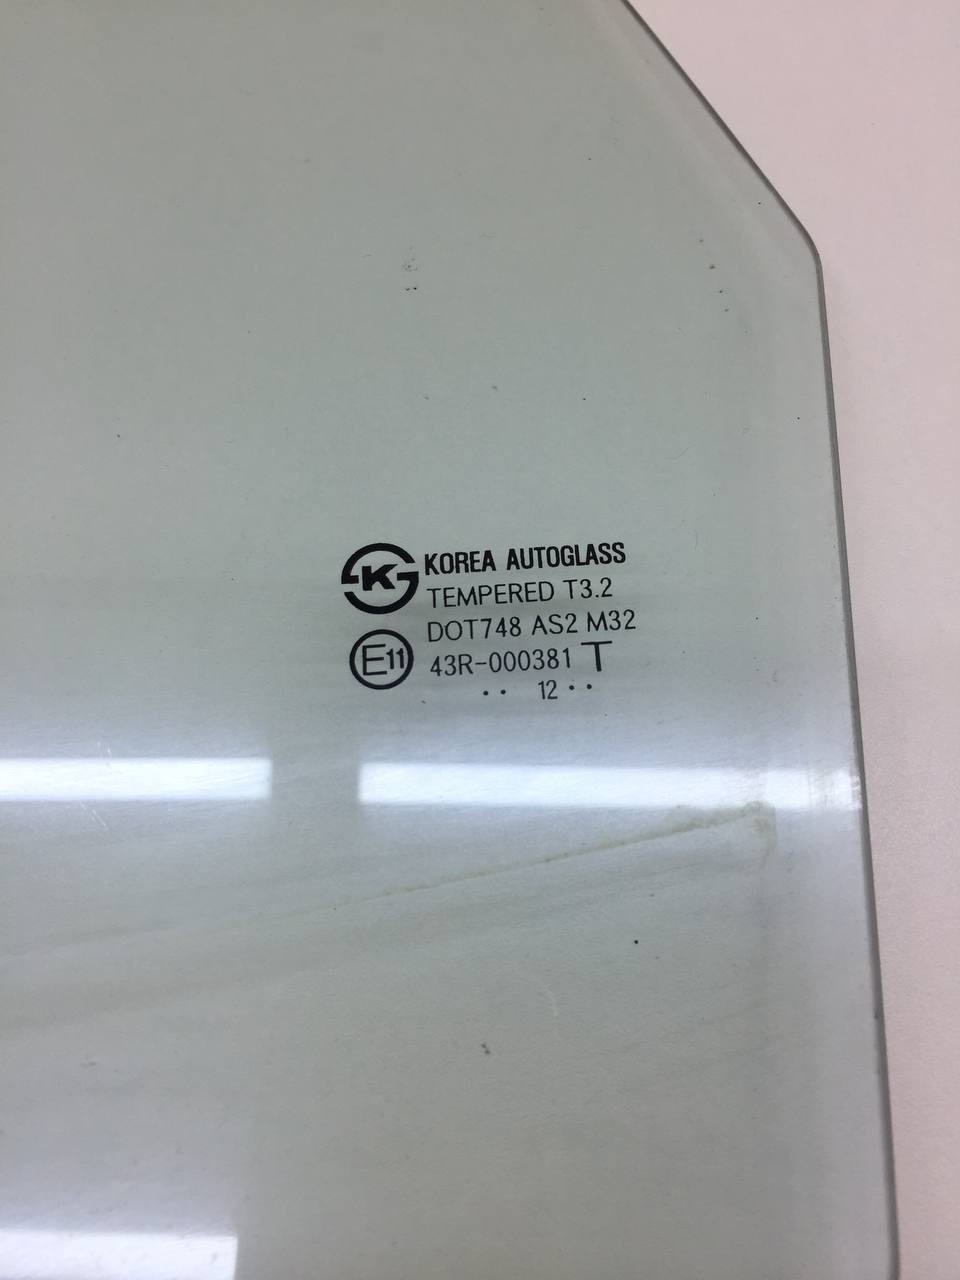 KOREA AUTOGLASS
TEMPERED T3.2
DOT748 AS2 M32
E11 43R-000381 T
.. 12 ..